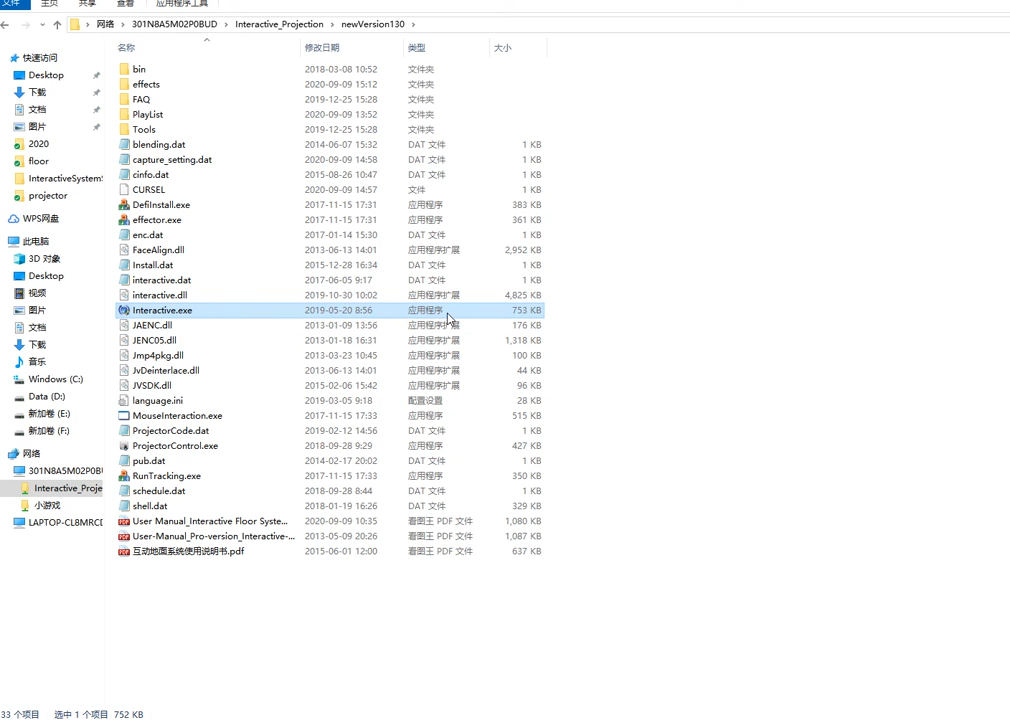 文件 主页 共享 查看 应用程序工具
网络 › 301N8A5M02P0BUD › Interactive_Projection › newVersion130 ›
名称 修改日期 类型 大小
快速访问
Desktop
下载
文档
图片
2020
floor
InteractiveSystemS
projector
WPS网盘
此电脑
3D 对象
Desktop
视频
图片
文档
下载
音乐
Windows (C:)
Data (D:)
新加卷 (E:)
新加卷 (F:)
网络
301N8A5M02P0BU
Interactive_Proje
小游戏
LAPTOP-CL8MRCD
bin 2018-03-08 10:52 文件夹
effects 2020-09-09 15:12 文件夹
FAQ 2019-12-25 15:28 文件夹
PlayList 2020-09-09 13:52 文件夹
Tools 2019-12-25 15:28 文件夹
blending.dat 2014-06-07 15:32 DAT 文件 1 KB
capture_setting.dat 2020-09-09 14:58 DAT 文件 1 KB
cinfo.dat 2015-08-26 10:47 DAT 文件 1 KB
CURSEL 2020-09-09 14:57 文件 1 KB
DefiInstall.exe 2017-11-15 17:31 应用程序 383 KB
effector.exe 2017-11-15 17:31 应用程序 361 KB
enc.dat 2017-01-14 15:30 DAT 文件 1 KB
FaceAlign.dll 2013-06-13 14:01 应用程序扩展 2,952 KB
Install.dat 2015-12-28 16:34 DAT 文件 1 KB
interactive.dat 2017-06-05 9:17 DAT 文件 1 KB
interactive.dll 2019-10-30 10:02 应用程序扩展 4,825 KB
Interactive.exe 2019-05-20 8:56 应用程序 753 KB
JAENC.dll 2013-01-09 13:56 应用程序扩展 176 KB
JENC05.dll 2013-01-18 16:31 应用程序扩展 1,318 KB
Jmp4pkg.dll 2013-03-23 10:45 应用程序扩展 100 KB
JvDeinterlace.dll 2013-06-13 14:01 应用程序扩展 44 KB
JVSDK.dll 2015-02-06 15:42 应用程序扩展 96 KB
language.ini 2019-03-05 9:18 配置设置 28 KB
MouseInteraction.exe 2017-11-15 17:33 应用程序 515 KB
ProjectorCode.dat 2019-02-12 14:56 DAT 文件 1 KB
ProjectorControl.exe 2018-09-28 9:29 应用程序 427 KB
pub.dat 2014-02-17 20:02 DAT 文件 1 KB
RunTracking.exe 2017-11-15 17:33 应用程序 350 KB
schedule.dat 2018-09-28 8:44 DAT 文件 1 KB
shell.dat 2018-01-19 16:26 DAT 文件 329 KB
User Manual_Interactive Floor Syste... 2020-09-09 10:35 看图王 PDF 文件 1,080 KB
User-Manual_Pro-version_Interactive-... 2013-05-09 20:26 看图王 PDF 文件 1,087 KB
互动地面系统使用说明书.pdf 2015-06-01 12:00 看图王 PDF 文件 637 KB
33 个项目 选中 1 个项目 752 KB